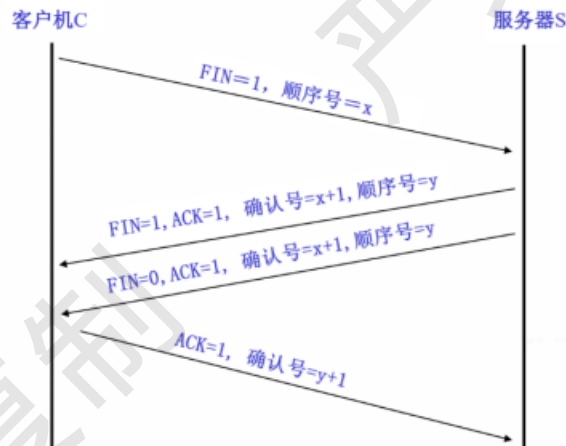 客户机C
服务器S
FIN=1, 顺序号=x
FIN=1,ACK=1, 确认号=x+1,顺序号=y
FIN=0,ACK=1, 确认号=x+1,顺序号=y
ACK=1, 确认号=y+1
复制